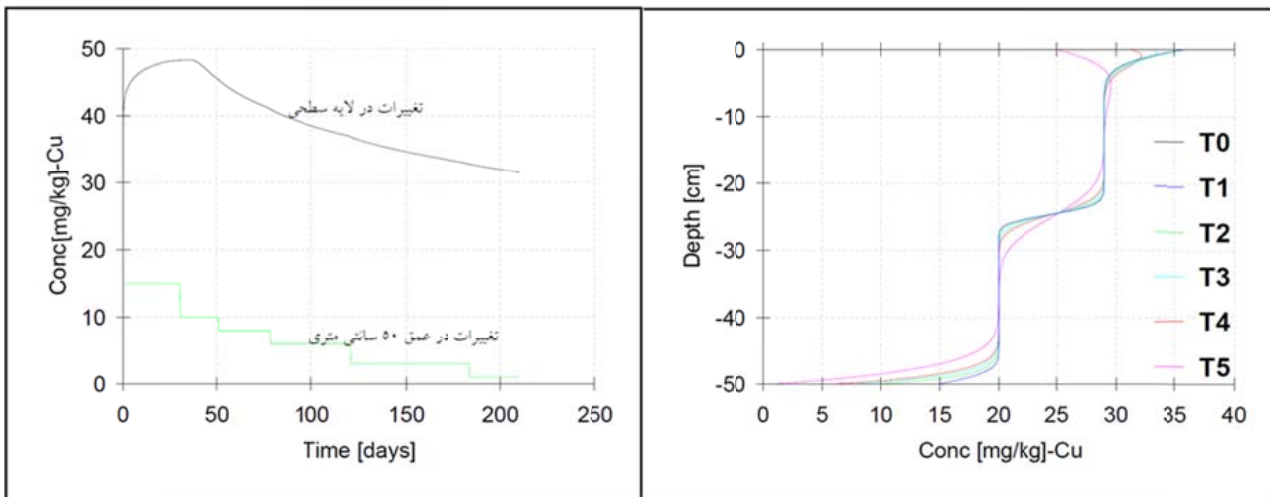 50
40
30
20
10
0
Conc[mg/kg]-Cu
تغییرات در لایه سطحی
تغییرات در عمق ۵۰ سانتی متری
0 50 100 150 200 250
Time [days]
0
-10
-20
-30
-40
-50
Depth [cm]
T0
T1
T2
T3
T4
T5
0 5 10 15 20 25 30 35 40
Conc [mg/kg]-Cu